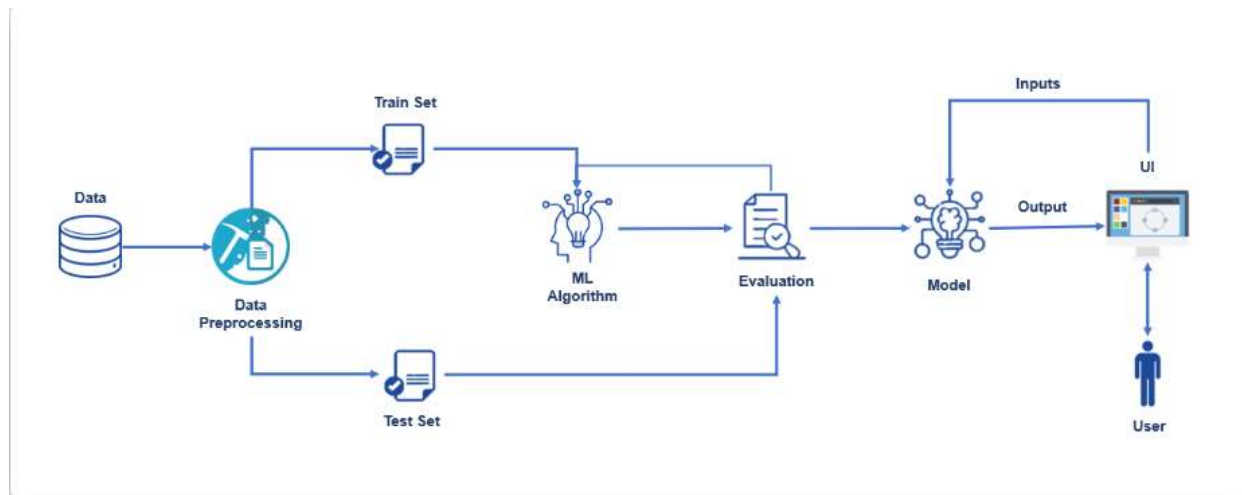 Inputs
Train Set
UI
Data
Output
ML
Algorithm
Evaluation
Model
Data
Preprocessing
Test Set
User